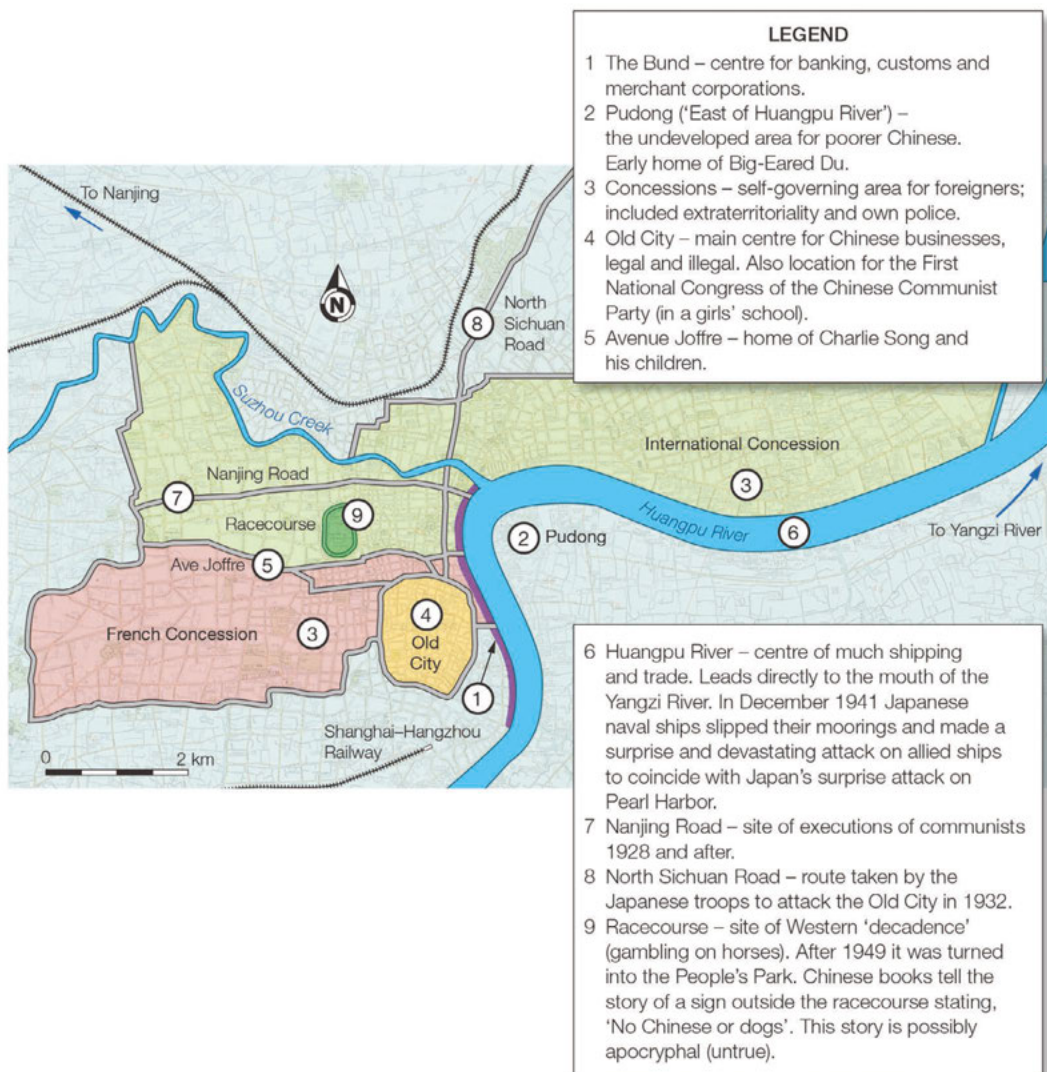 LEGEND
1 The Bund – centre for banking, customs and
merchant corporations.
2 Pudong (‘East of Huangpu River’) –
the undeveloped area for poorer Chinese.
Early home of Big-Eared Du.
3 Concessions – self-governing area for foreigners;
included extraterritoriality and own police.
4 Old City – main centre for Chinese businesses,
legal and illegal. Also location for the First
National Congress of the Chinese Communist
Party (in a girls’ school).
5 Avenue Joffre – home of Charlie Song and
his children.
To Nanjing
N
8
North
Sichuan
Road
Suzhou Creek
International Concession
Nanjing Road
7
3
Racecourse
9
Huangpu River
6
To Yangzi River
2
Pudong
Ave Joffre
5
French Concession
3
4
Old
City
1
Shanghai–Hangzhou
Railway
0
2 km
6 Huangpu River – centre of much shipping
and trade. Leads directly to the mouth of the
Yangzi River. In December 1941 Japanese
naval ships slipped their moorings and made a
surprise and devastating attack on allied ships
to coincide with Japan’s surprise attack on
Pearl Harbor.
7 Nanjing Road – site of executions of communists
1928 and after.
8 North Sichuan Road – route taken by the
Japanese troops to attack the Old City in 1932.
9 Racecourse – site of Western ‘decadence’
(gambling on horses). After 1949 it was turned
into the People’s Park. Chinese books tell the
story of a sign outside the racecourse stating,
‘No Chinese or dogs’. This story is possibly
apocryphal (untrue).